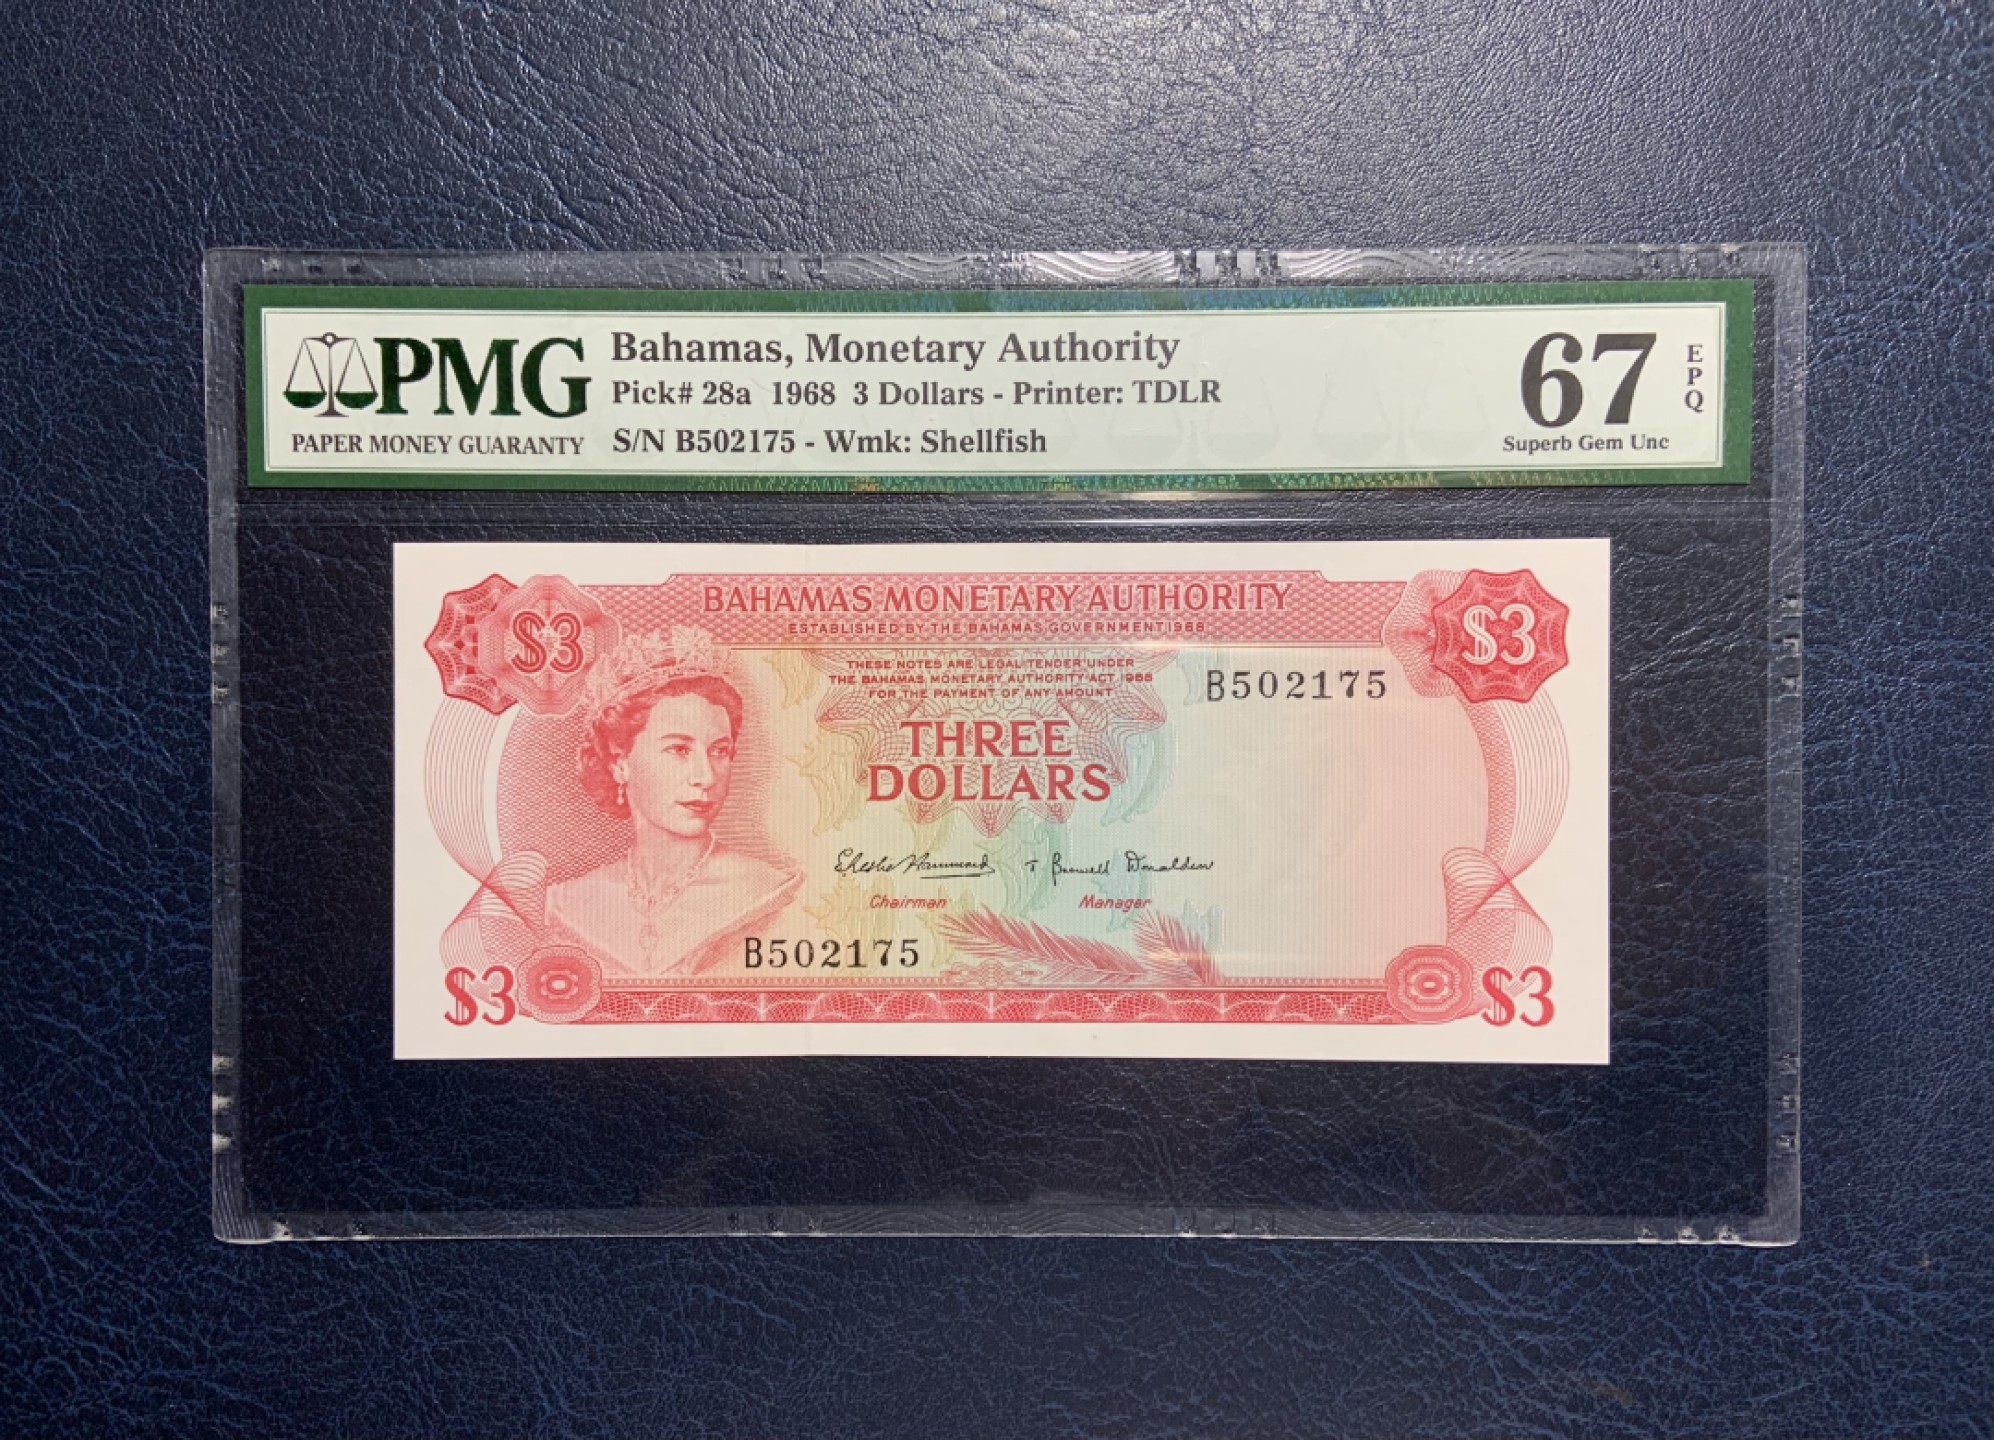 PMG
PAPER MONEY GUARANTY
Bahamas, Monetary Authority
Pick# 28a 1968 3 Dollars - Printer: TDLR
S/N B502175 - Wmk: Shellfish
67
EPQ
Superb Gem Unc
$3
BAHAMAS MONETARY AUTHORITY
$3
ESTABLISHED BY THE BAHAMAS GOVERNMENT 1968
THESE NOTES ARE LEGAL TENDER UNDER
THE BAHAMAS MONETARY AUTHORITY ACT 1968
FOR THE PAYMENT OF ANY AMOUNT
B502175
THREE
DOLLARS
T Donaldson
Chairman Manager
B502175
$3
$3